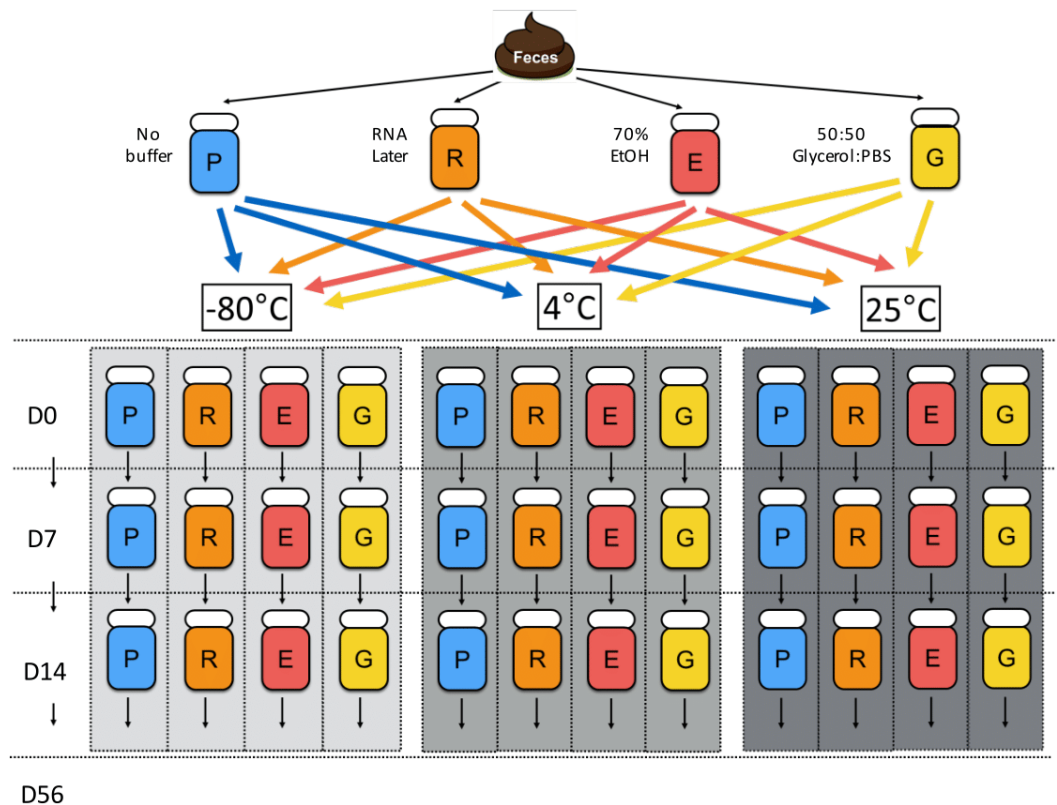 Feces
No
buffer
P
RNA
Later
R
70%
EtOH
E
50:50
Glycerol:PBS
G
-80°C
4°C
25°C
D0
P R E G P R E G P R E G
D7
P R E G P R E G P R E G
D14
P R E G P R E G P R E G
D56